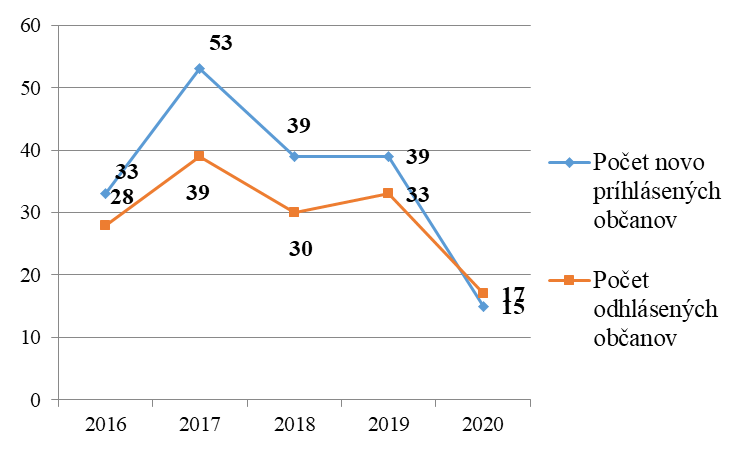 60
50
40
30
20
10
0
53
39
39
33
28
39
30
33
17
15
2016 2017 2018 2019 2020
Počet novo
príhlásených
občanov
Počet
odhlásených
občanov